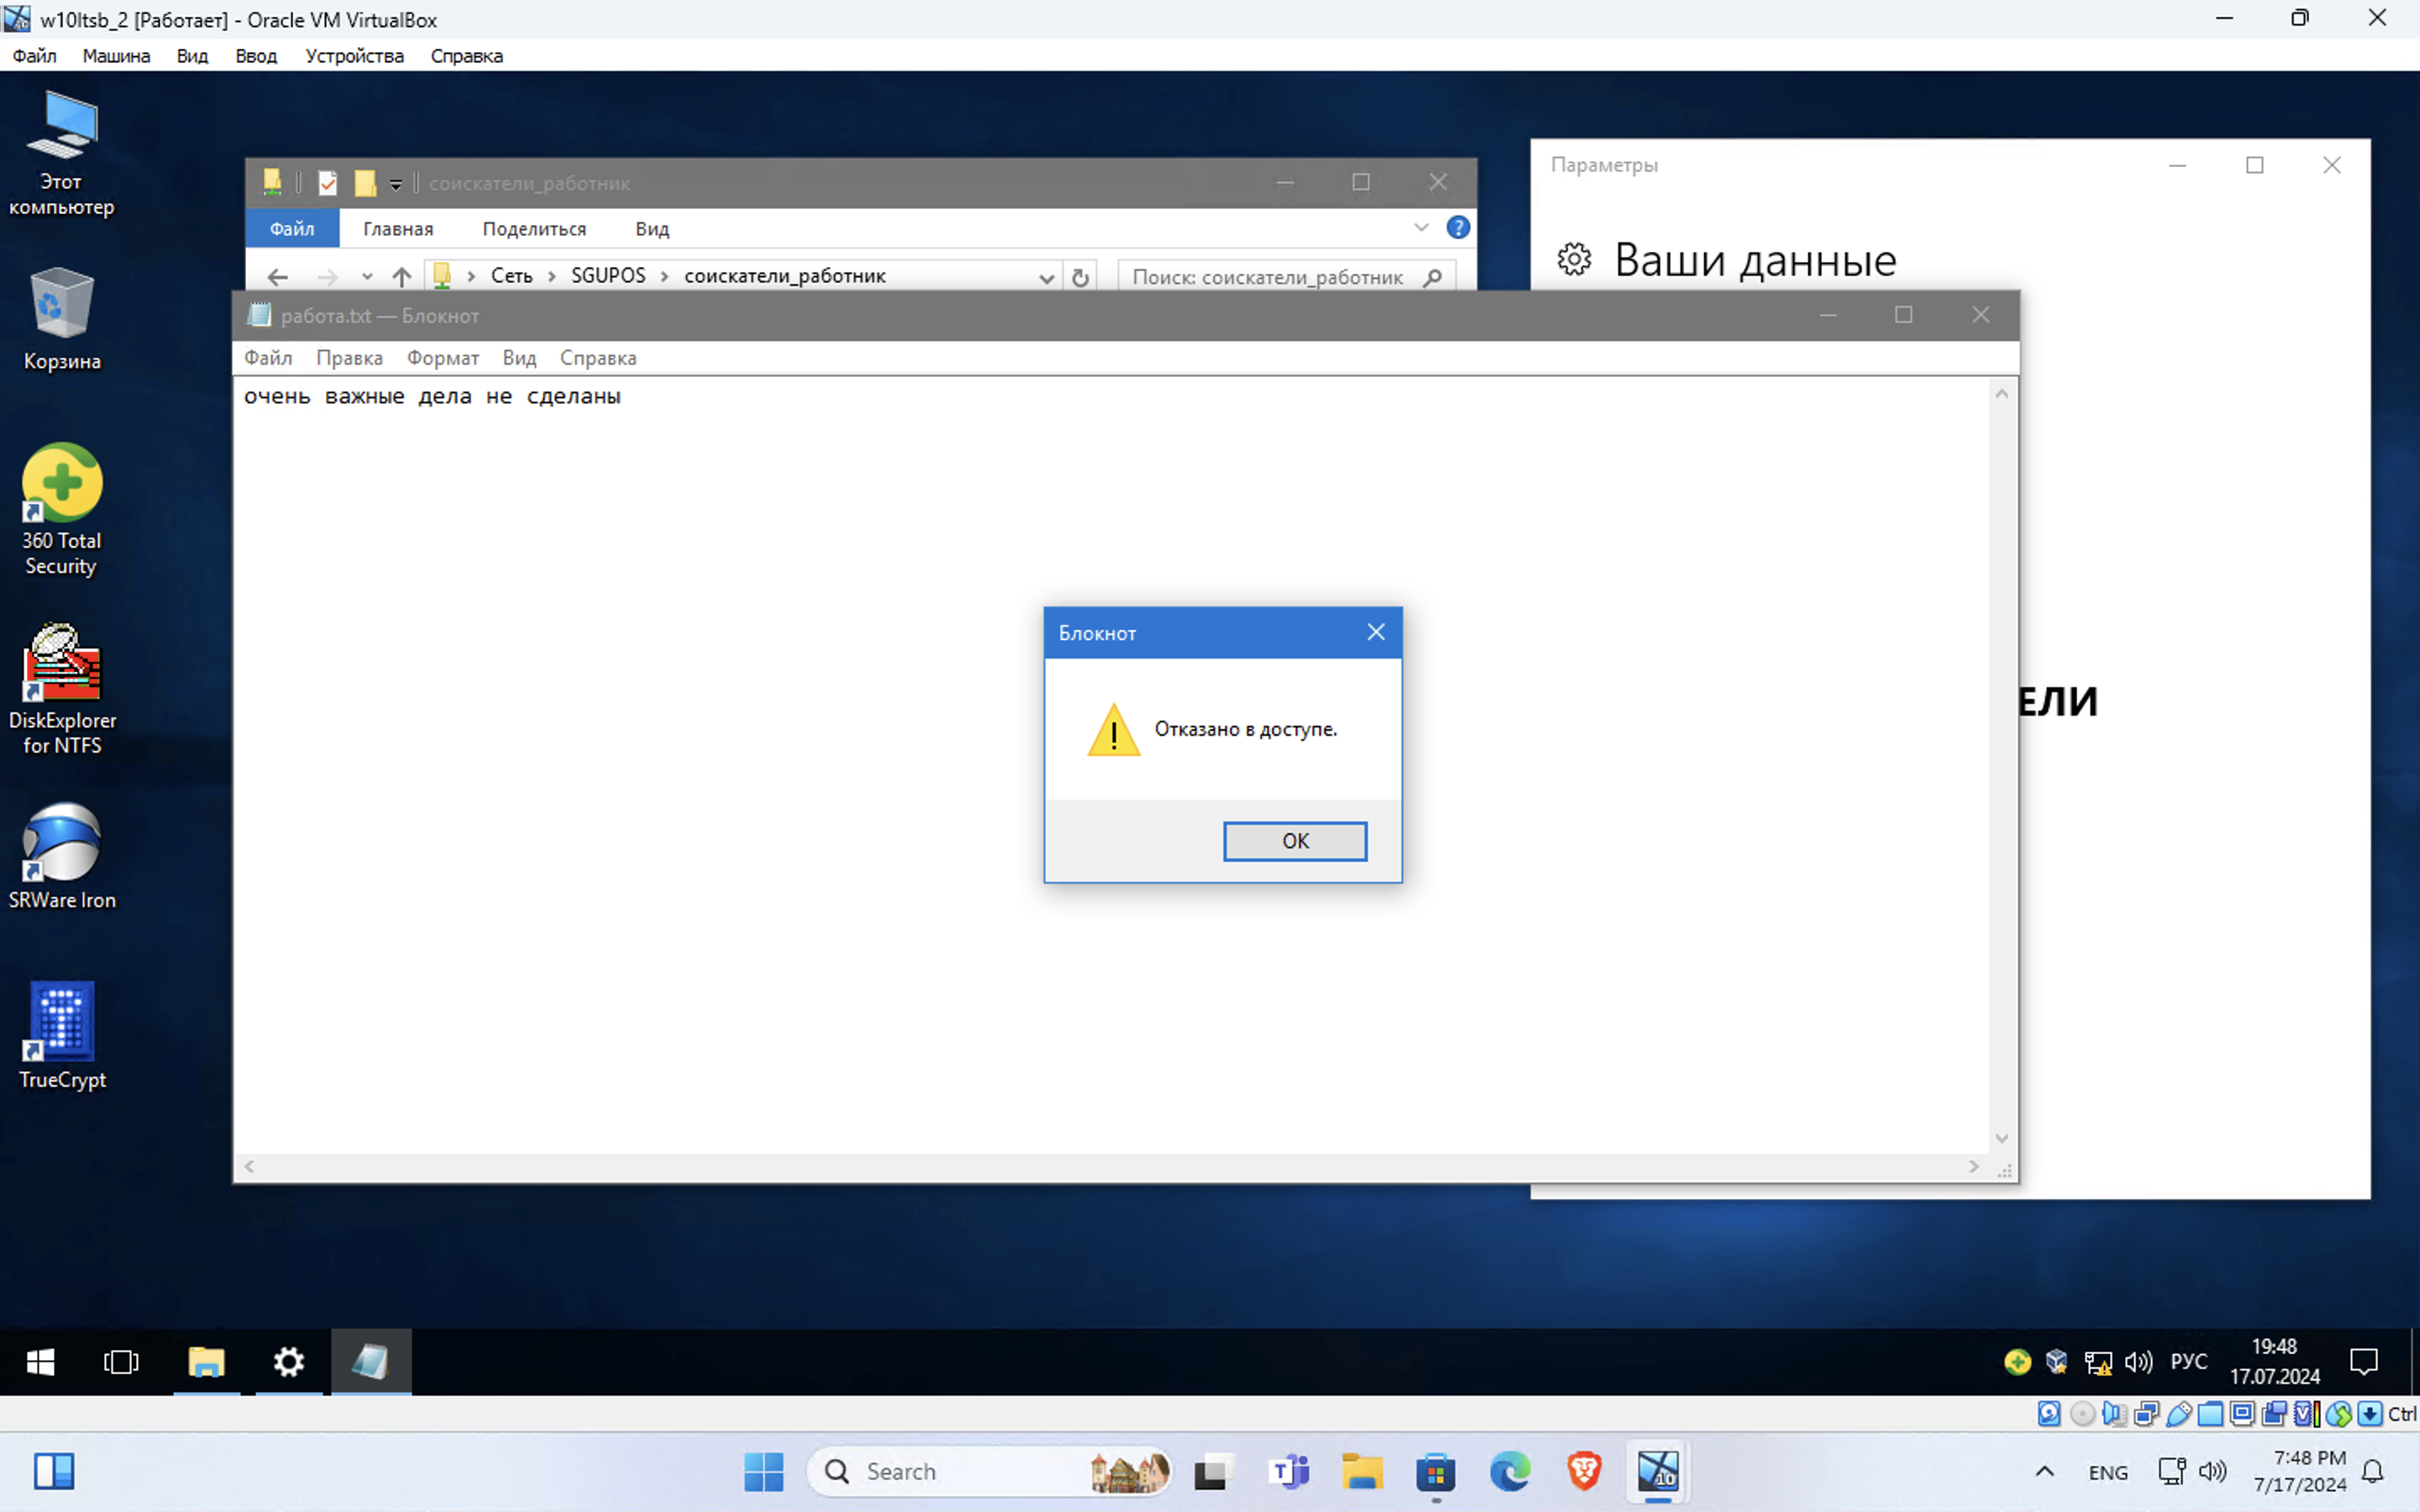 w10ltsb_2 [Работает] - Oracle VM VirtualBox
Файл Машина Вид Ввод Устройства Справка
Этот
компьютер
Корзина
360 Total
Security
DiskExplorer
for NTFS
SRWare Iron
TrueCrypt
соискатели_работник
Файл Главная Поделиться Вид
Сеть > SGUPOS > соискатели_работник
Поиск: соискатели_работник
Параметры
Ваши данные
ЕЛИ
работа.txt — Блокнот
Файл Правка Формат Вид Справка
очень важные дела не сделаны
Блокнот
Отказано в доступе.
OK
РУС
19:48
17.07.2024
Ctrl
Search
ENG
7:48 PM
7/17/2024